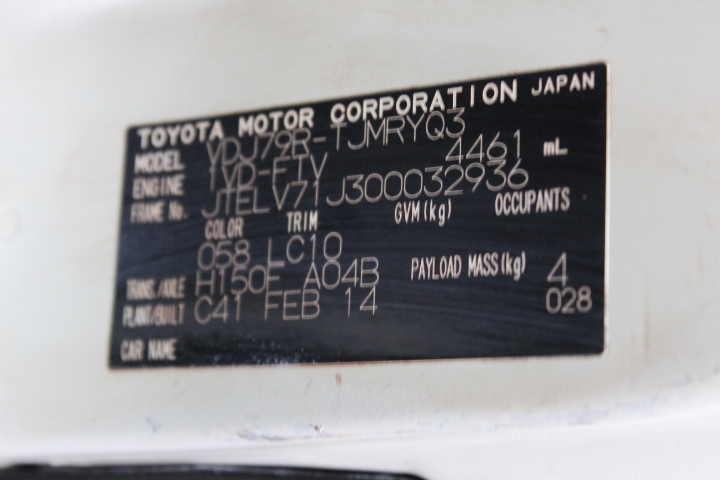 TOYOTA MOTOR CORPORATION JAPAN
MODEL VDJ79R-TJMRYQ3
ENGINE 1VD-FTV 4461 mL
FRAME No. JTELV71J300032936
COLOR TRIM GVM(kg) OCCUPANTS
058 LC10
TRANS./AXLE H150F A04B PAYLOAD MASS(kg) 4
PLANT/BUILT C41 FEB 14 028
CAR NAME